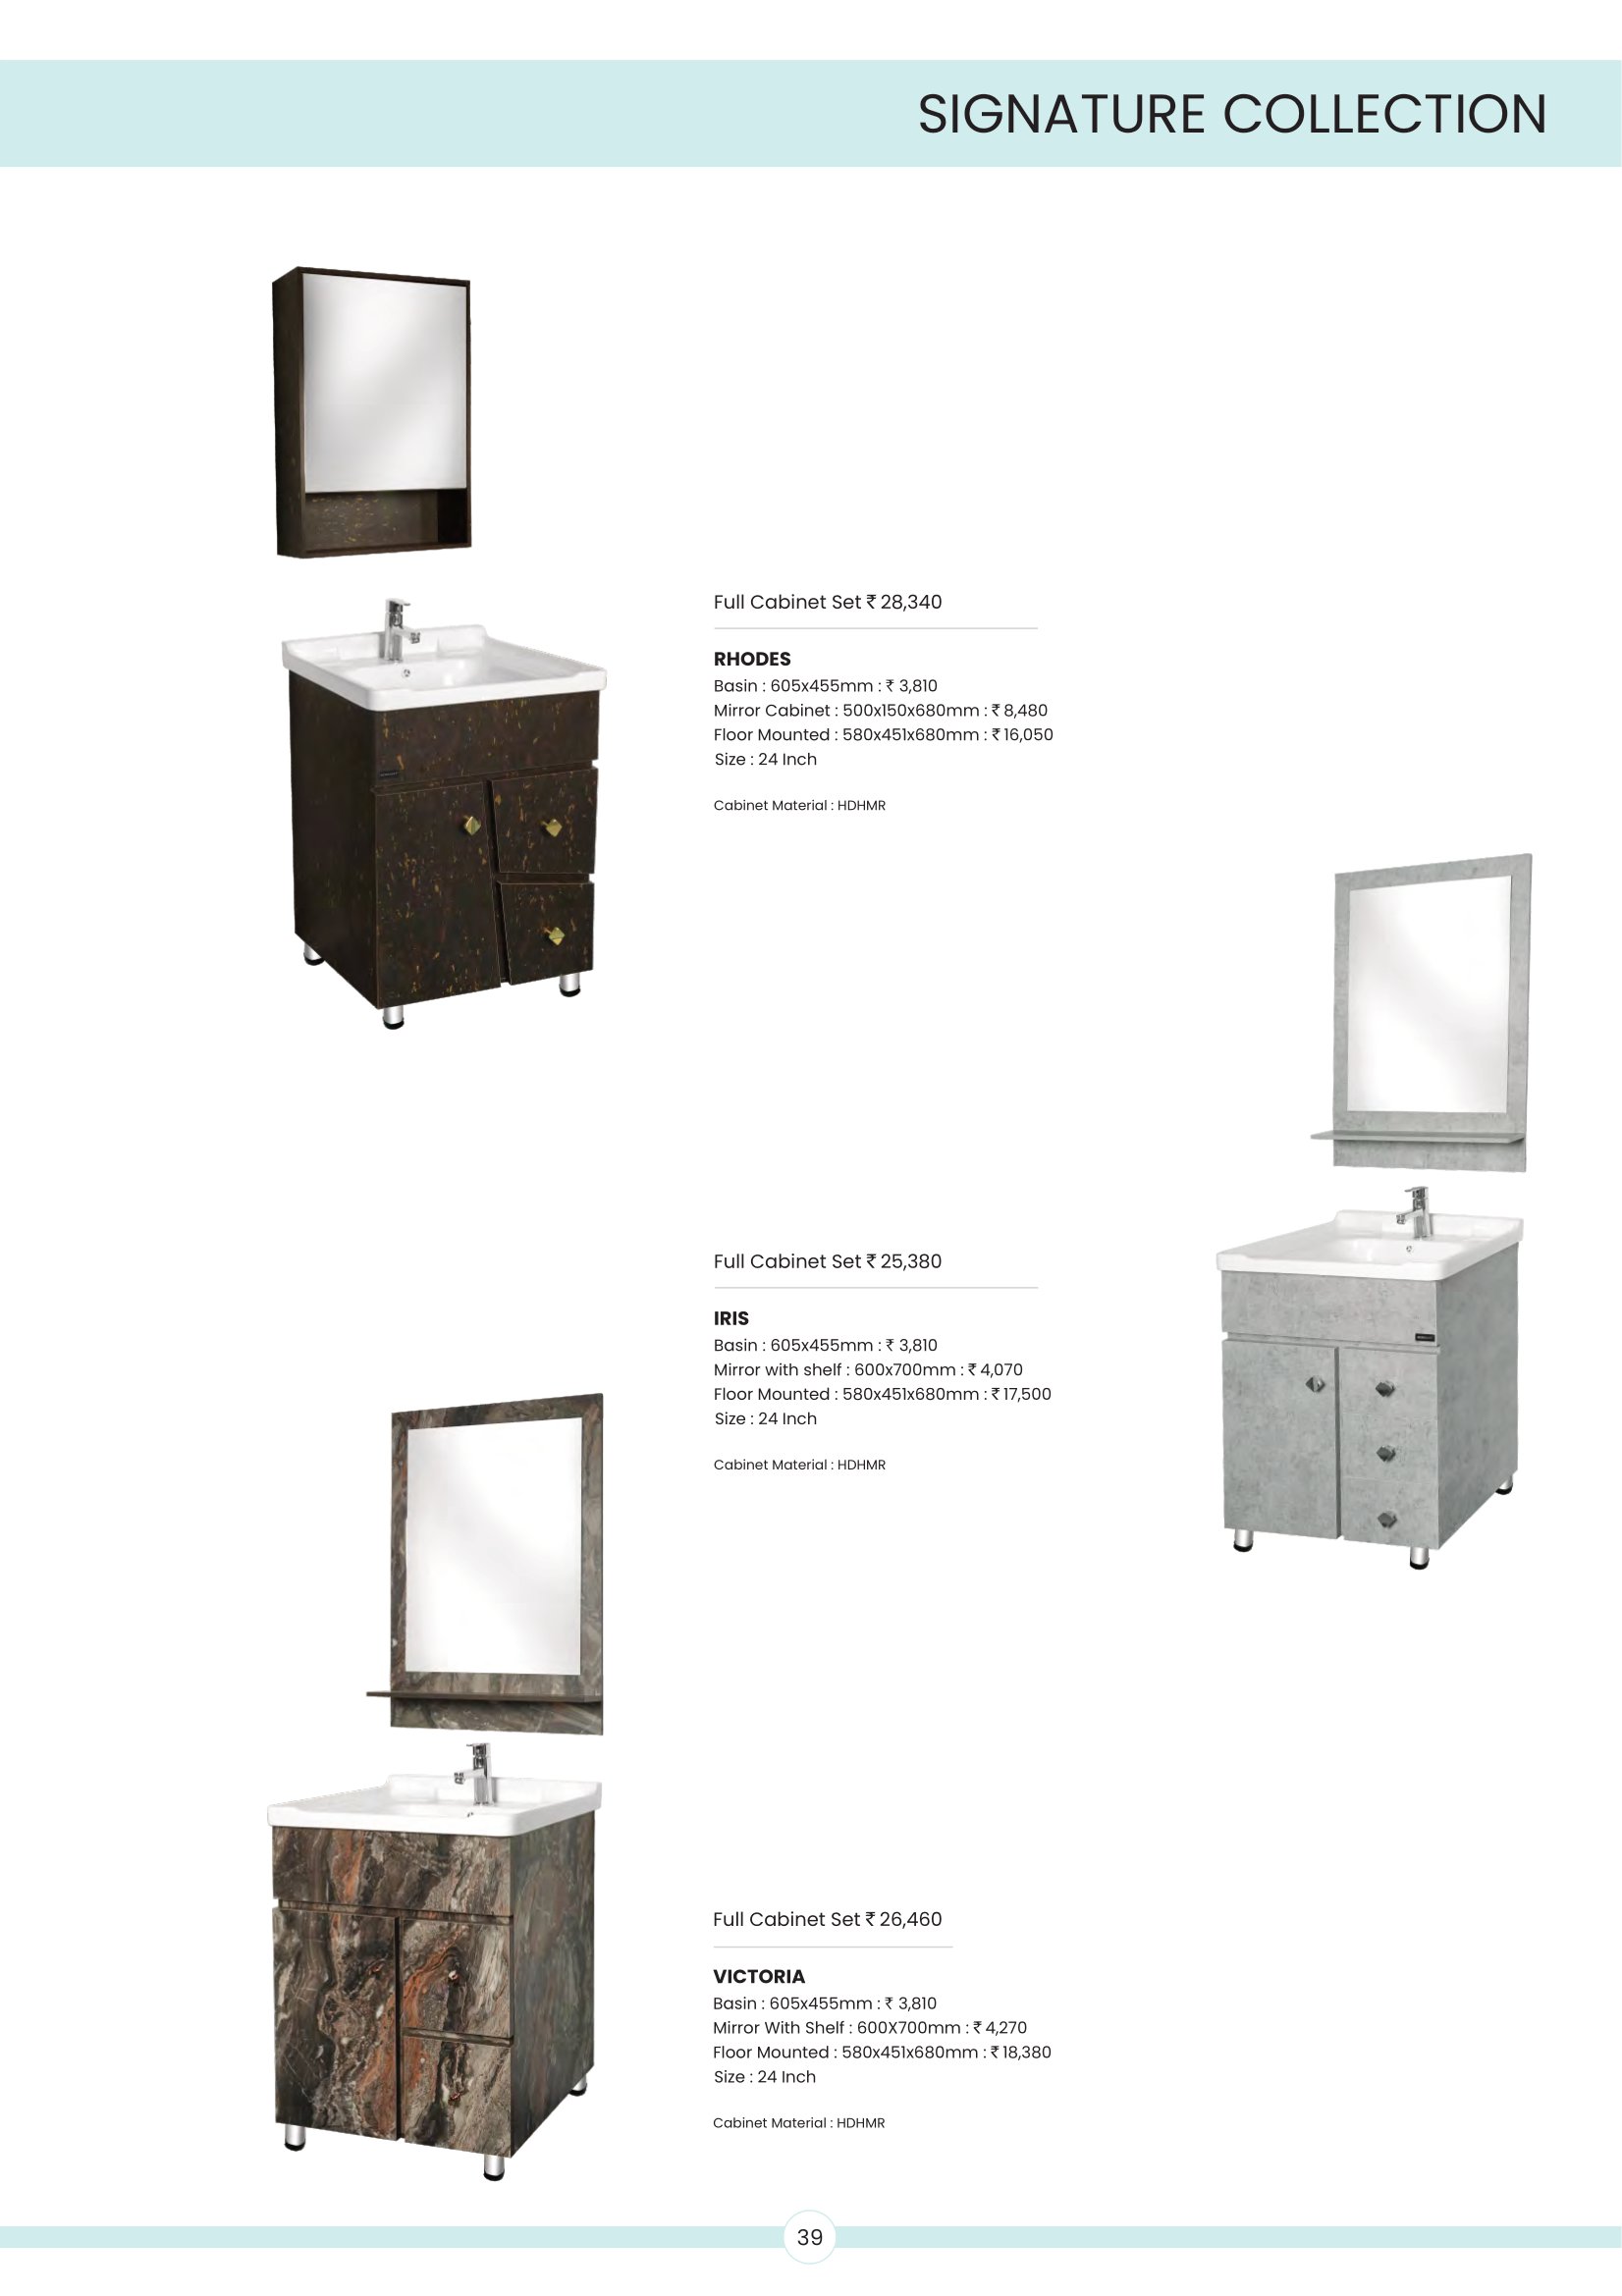 SIGNATURE COLLECTION
Full Cabinet Set ₹ 28,340
RHODES
Basin : 605x455mm : ₹ 3,810
Mirror Cabinet : 500x150x680mm : ₹ 8,480
Floor Mounted : 580x451x680mm : ₹ 16,050
Size : 24 Inch
Cabinet Material : HDHMR
Full Cabinet Set ₹ 25,380
IRIS
Basin : 605x455mm : ₹ 3,810
Mirror with shelf : 600x700mm : ₹ 4,070
Floor Mounted : 580x451x680mm : ₹ 17,500
Size : 24 Inch
Cabinet Material : HDHMR
Full Cabinet Set ₹ 26,460
VICTORIA
Basin : 605x455mm : ₹ 3,810
Mirror With Shelf : 600X700mm : ₹ 4,270
Floor Mounted : 580x451x680mm : ₹ 18,380
Size : 24 Inch
Cabinet Material : HDHMR
39